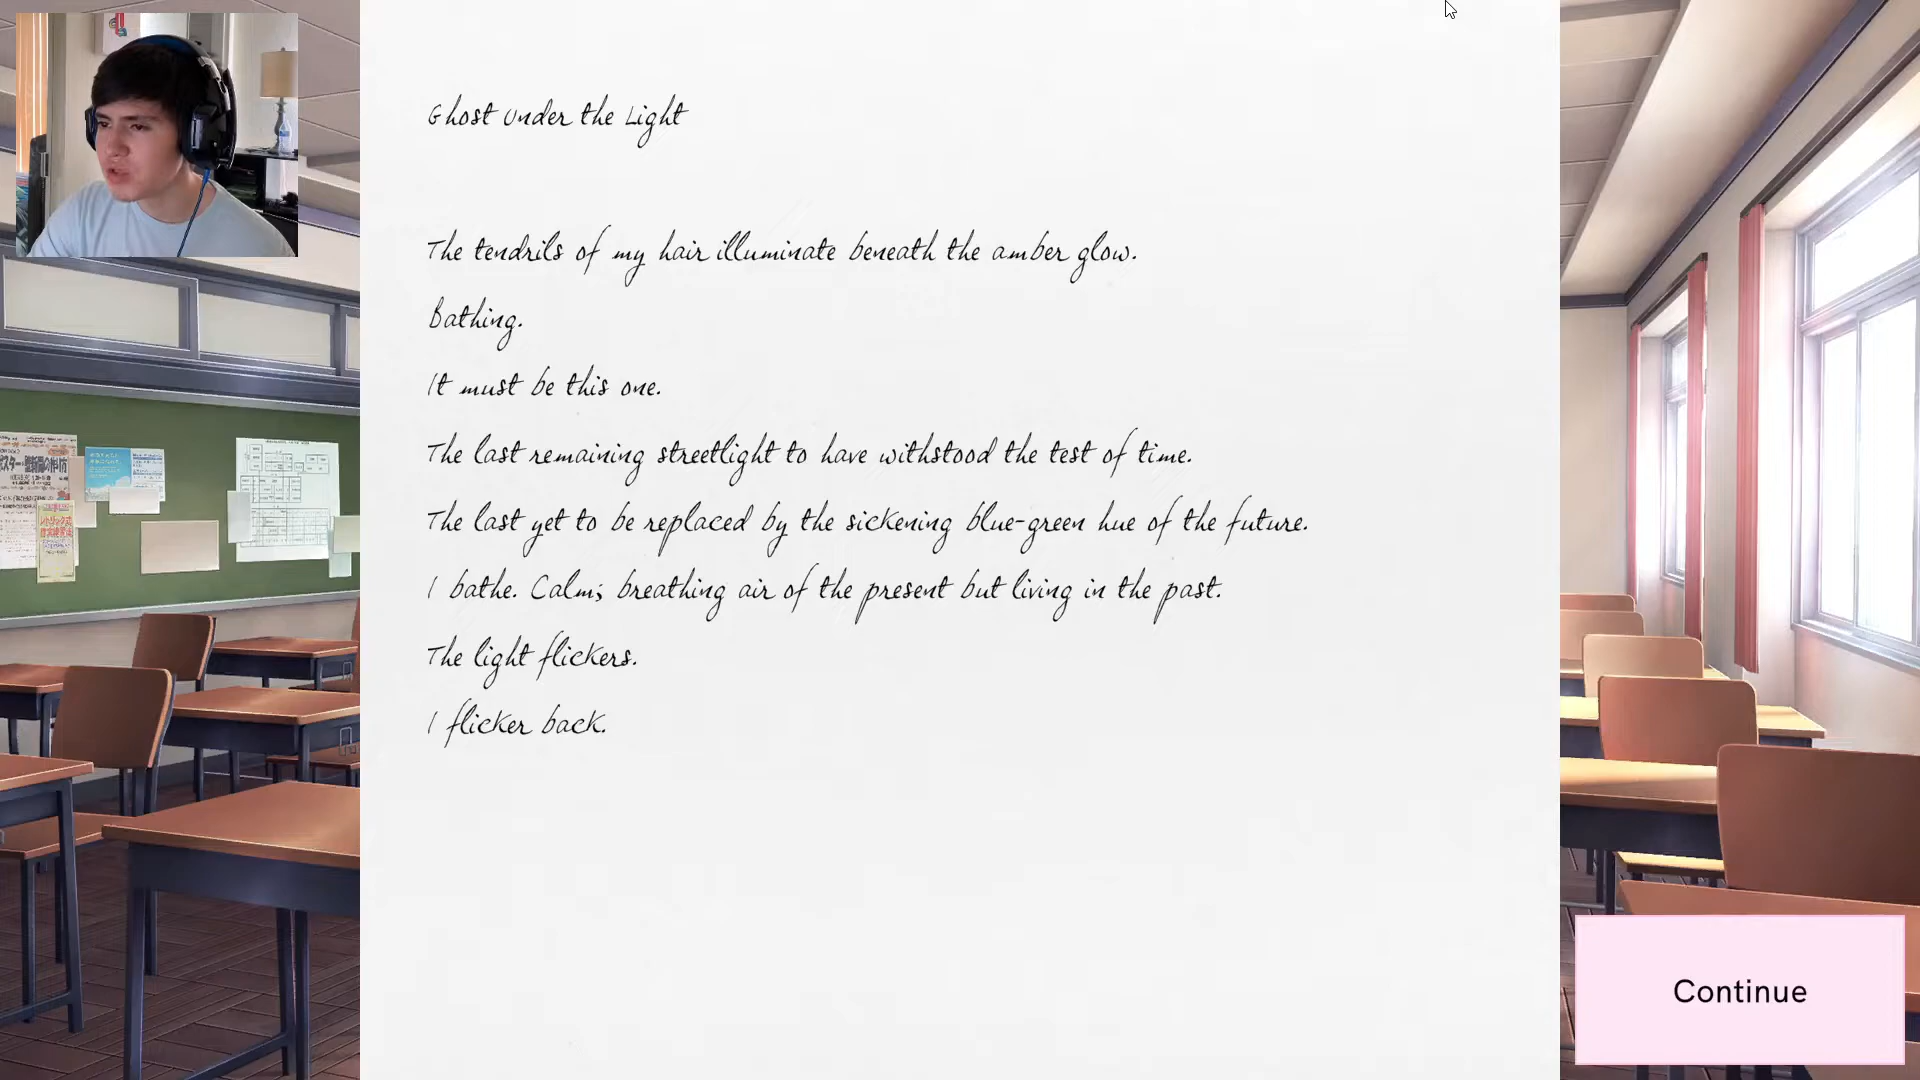 Ghost Under the Light
The tendrils of my hair illuminate beneath the amber glow.
Bathing.
It must be this one.
The last remaining streetlight to have withstood the test of time.
The last yet to be replaced by the sickening blue-green hue of the future.
I bathe. Calm; breathing air of the present but living in the past.
The light flickers.
I flicker back.
Continue